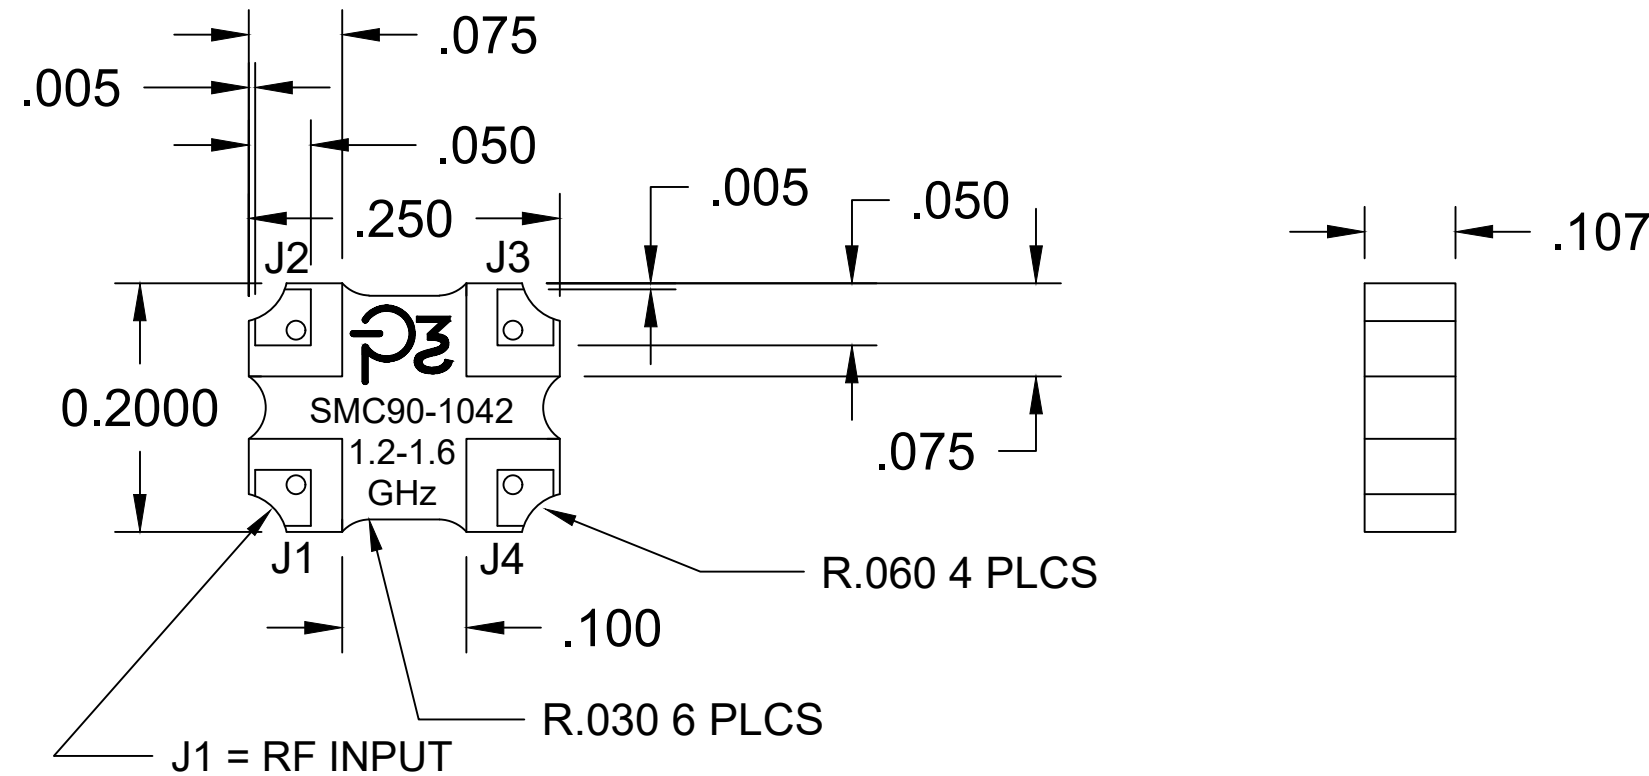 .075
.005
.050
.005
.050
.250
.107
J2
J3
0.2000
SMC90-1042
1.2-1.6
GHz
.075
J1
J4
R.060 4 PLCS
.100
R.030 6 PLCS
J1 = RF INPUT